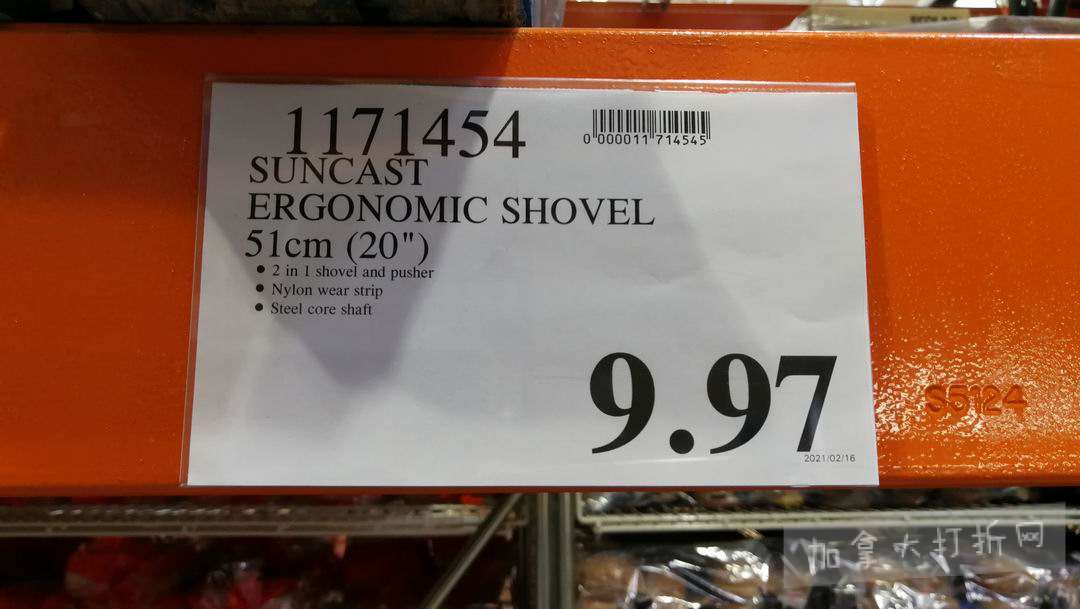 1171454
0 000011 714545
SUNCAST
ERGONOMIC SHOVEL
51cm (20")
• 2 in 1 shovel and pusher
• Nylon wear strip
• Steel core shaft
9.97
2021/02/16
S5124
加拿大打折网